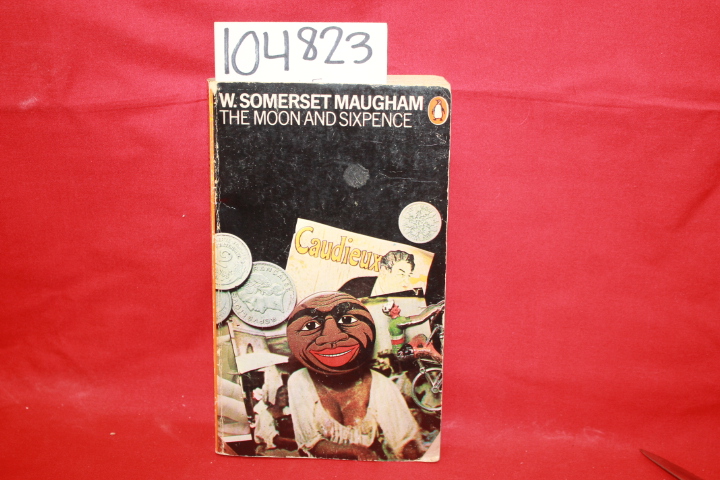 104823
W. SOMERSET MAUGHAM
THE MOON AND SIXPENCE
Caudieux